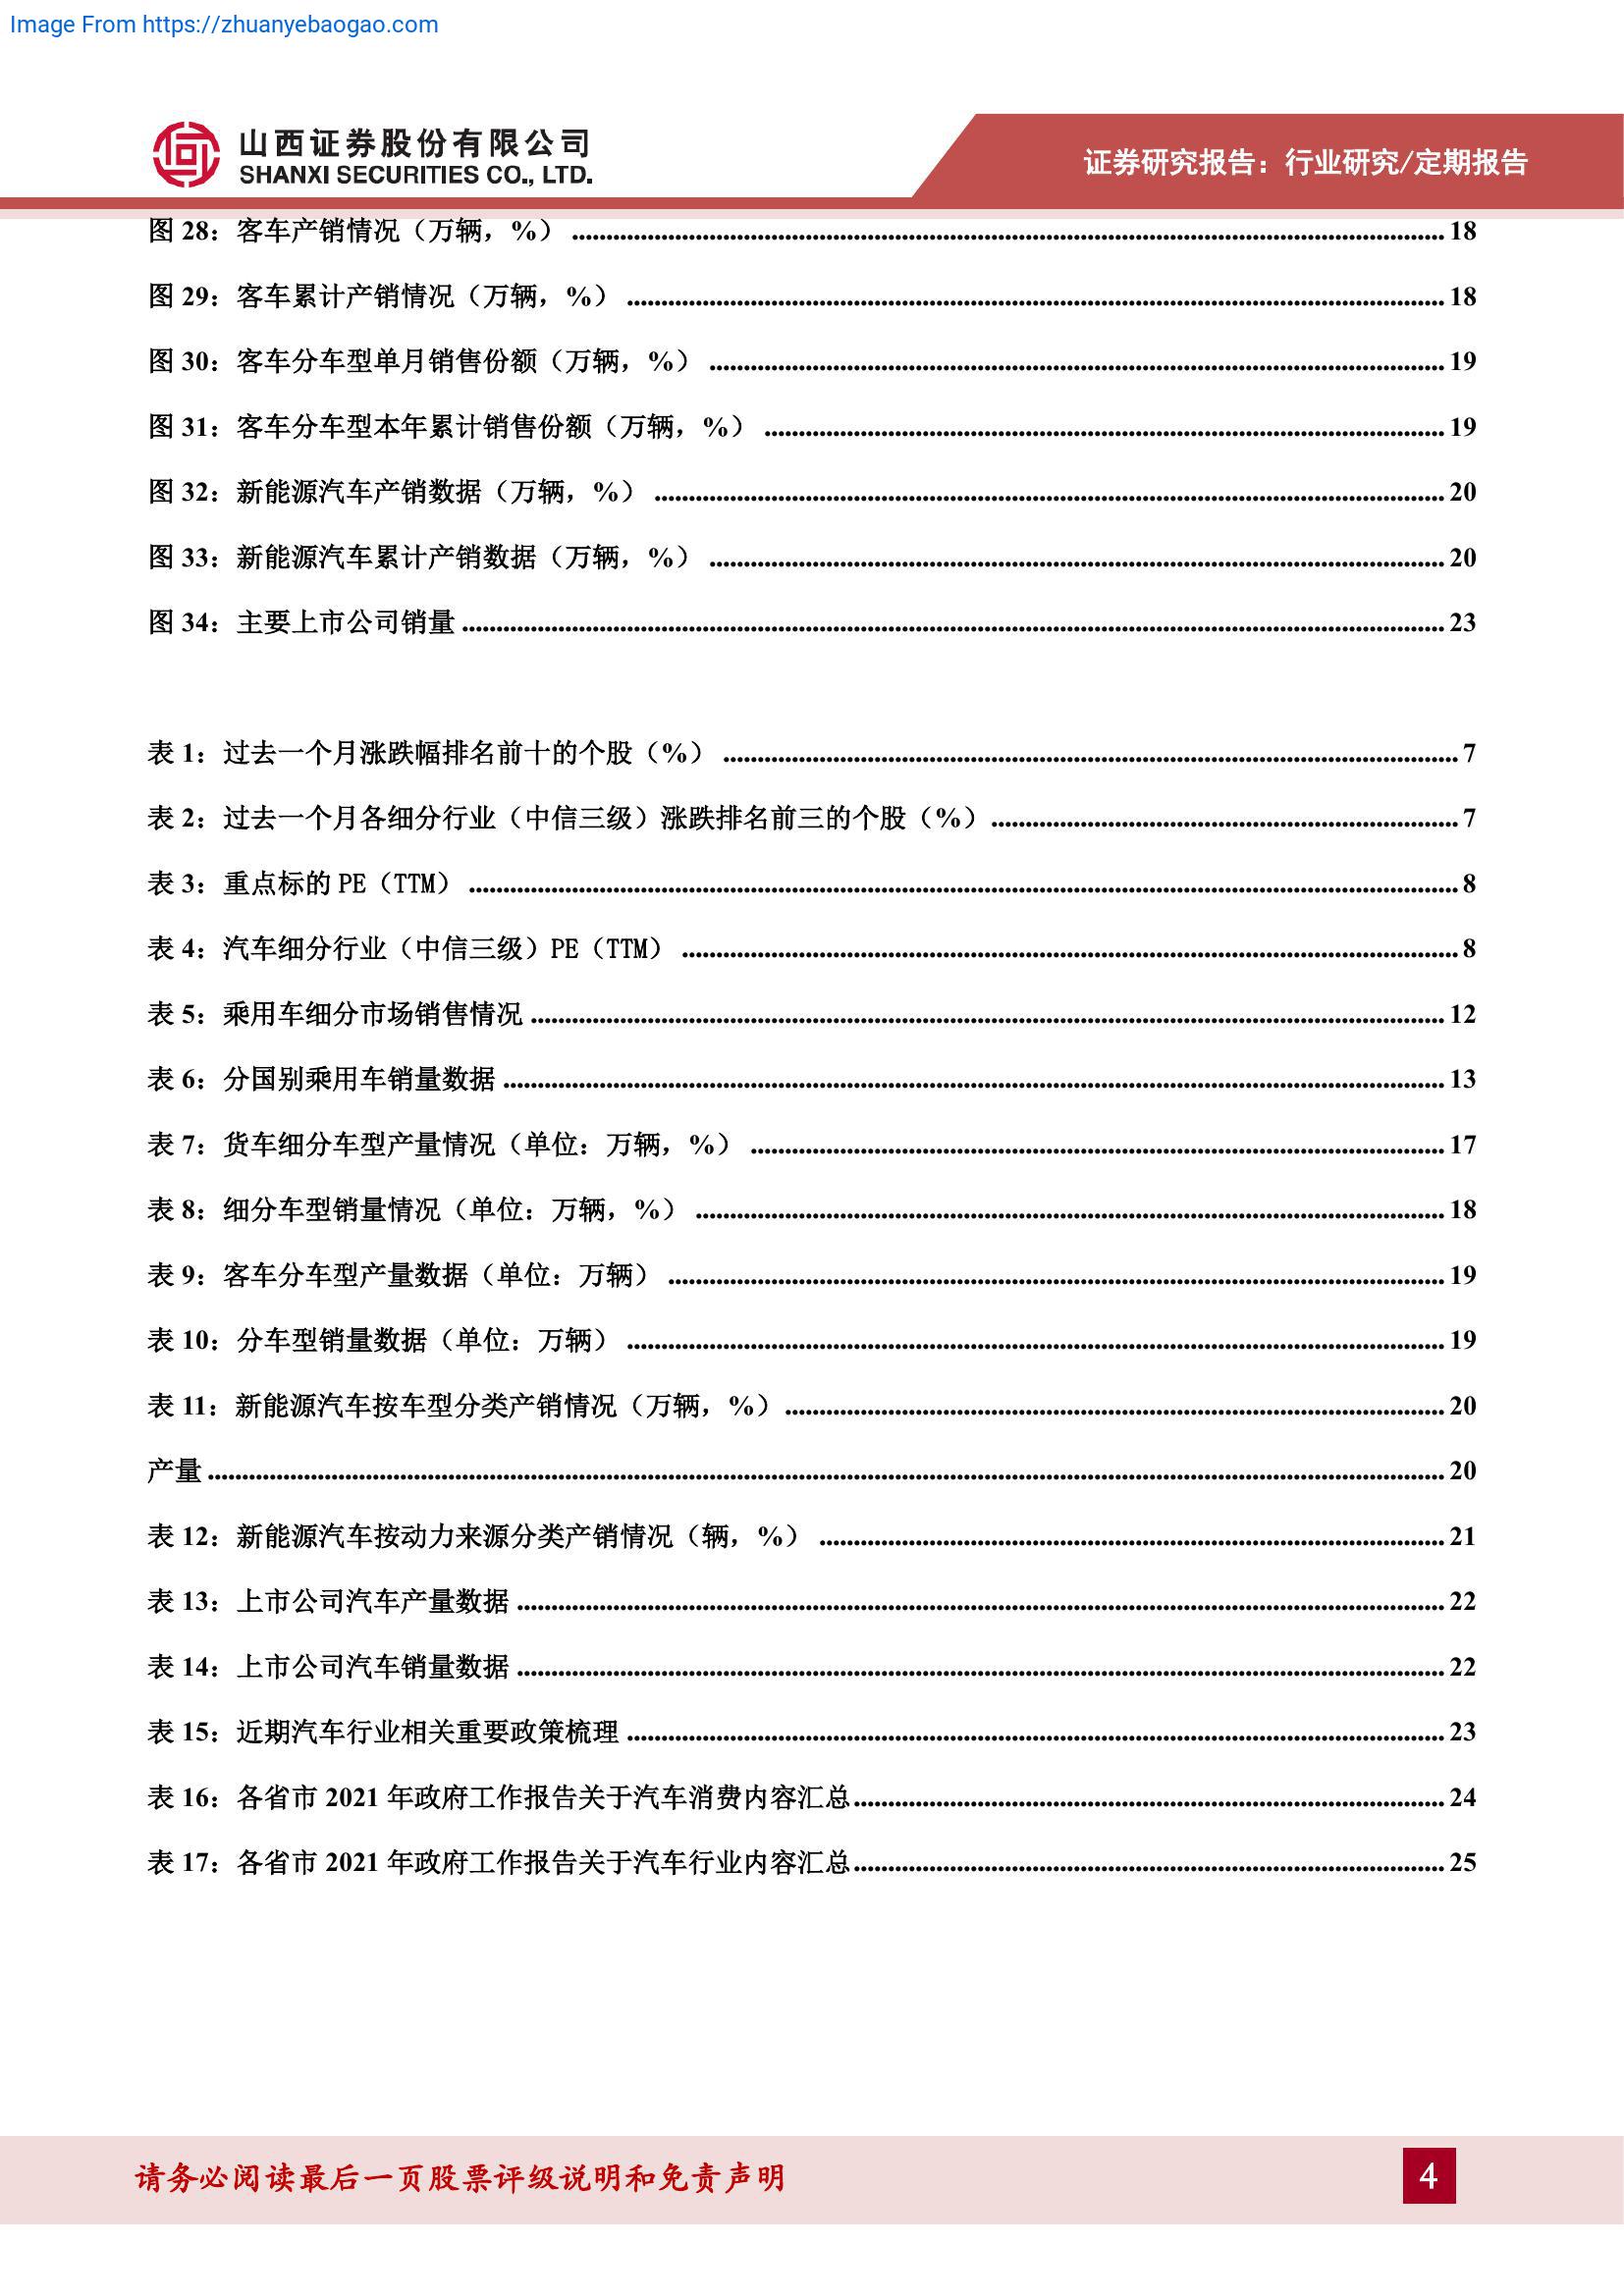 Image From https://zhuanyebaogao.com
山西证券股份有限公司
SHANXI SECURITIES CO., LTD.
证券研究报告：行业研究/定期报告
图 28：客车产销情况（万辆，%） 18
图 29：客车累计产销情况（万辆，%） 18
图 30：客车分车型单月销售份额（万辆，%） 19
图 31：客车分车型本年累计销售份额（万辆，%） 19
图 32：新能源汽车产销数据（万辆，%） 20
图 33：新能源汽车累计产销数据（万辆，%） 20
图 34：主要上市公司销量 23
表 1：过去一个月涨跌幅排名前十的个股（%） 7
表 2：过去一个月各细分行业（中信三级）涨跌排名前三的个股（%） 7
表 3：重点标的 PE（TTM） 8
表 4：汽车细分行业（中信三级）PE（TTM） 8
表 5：乘用车细分市场销售情况 12
表 6：分国别乘用车销量数据 13
表 7：货车细分车型产量情况（单位：万辆，%） 17
表 8：细分车型销量情况（单位：万辆，%） 18
表 9：客车分车型产量数据（单位：万辆） 19
表 10：分车型销量数据（单位：万辆） 19
表 11：新能源汽车按车型分类产销情况（万辆，%） 20
产量 20
表 12：新能源汽车按动力来源分类产销情况（辆，%） 21
表 13：上市公司汽车产量数据 22
表 14：上市公司汽车销量数据 22
表 15：近期汽车行业相关重要政策梳理 23
表 16：各省市 2021 年政府工作报告关于汽车消费内容汇总 24
表 17：各省市 2021 年政府工作报告关于汽车行业内容汇总 25
请务必阅读最后一页股票评级说明和免责声明
4